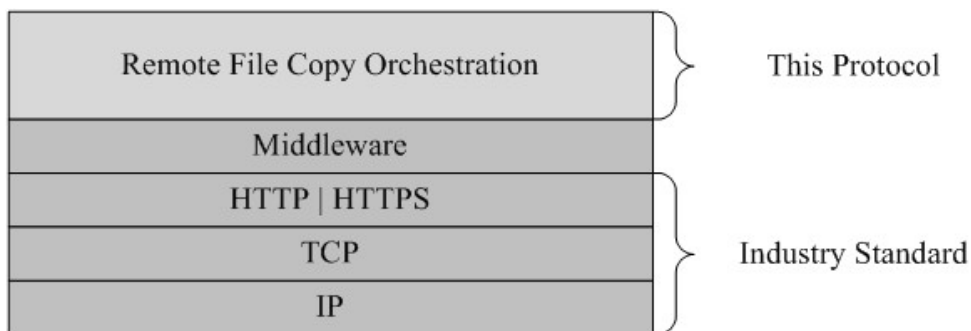 Remote File Copy Orchestration
This Protocol
Middleware
HTTP | HTTPS
TCP
Industry Standard
IP